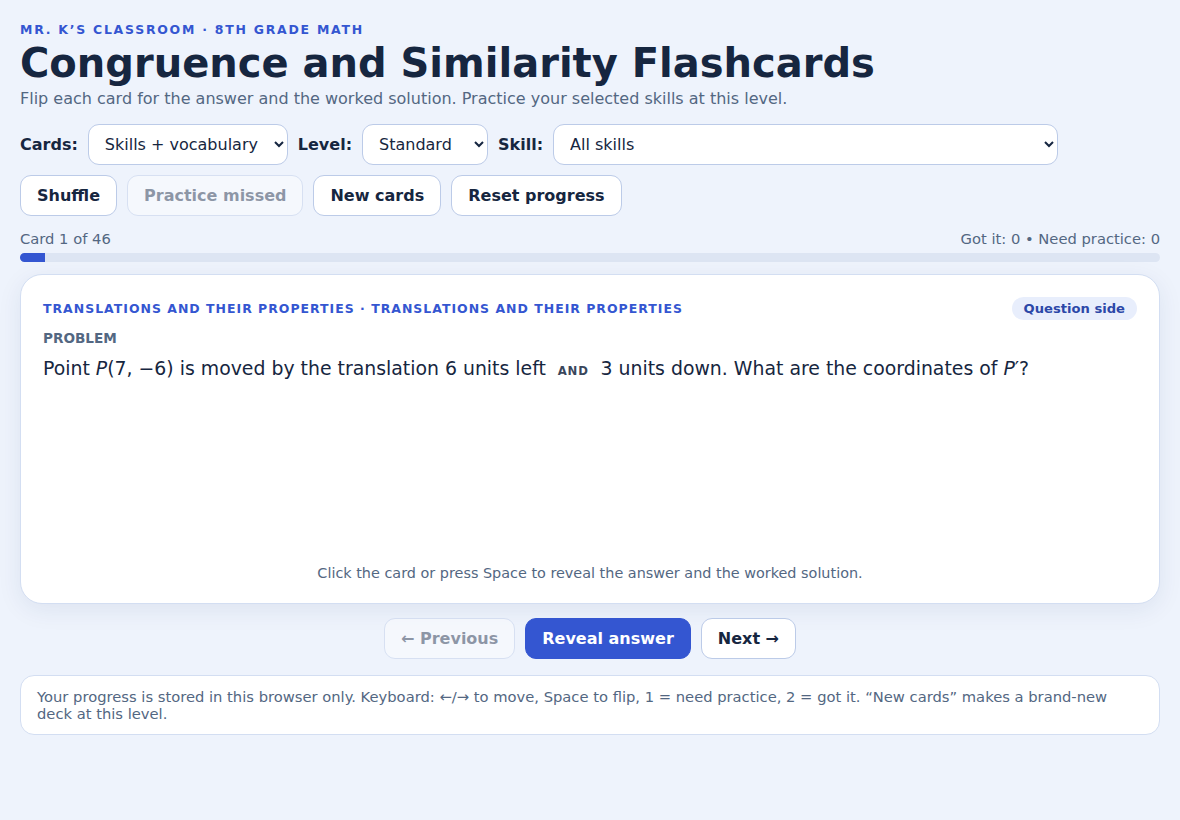 MR. K’S CLASSROOM · 8TH GRADE MATH
Congruence and Similarity Flashcards
Flip each card for the answer and the worked solution. Practice your selected skills at this level.
Cards: Skills + vocabulary Level: Standard Skill: All skills
Shuffle Practice missed New cards Reset progress
Card 1 of 46 Got it: 0 • Need practice: 0
TRANSLATIONS AND THEIR PROPERTIES · TRANSLATIONS AND THEIR PROPERTIES Question side
PROBLEM
Point P(7, −6) is moved by the translation 6 units left AND 3 units down. What are the coordinates of P′?
Click the card or press Space to reveal the answer and the worked solution.
← Previous Reveal answer Next →
Your progress is stored in this browser only. Keyboard: ←/→ to move, Space to flip, 1 = need practice, 2 = got it. “New cards” makes a brand-new
deck at this level.